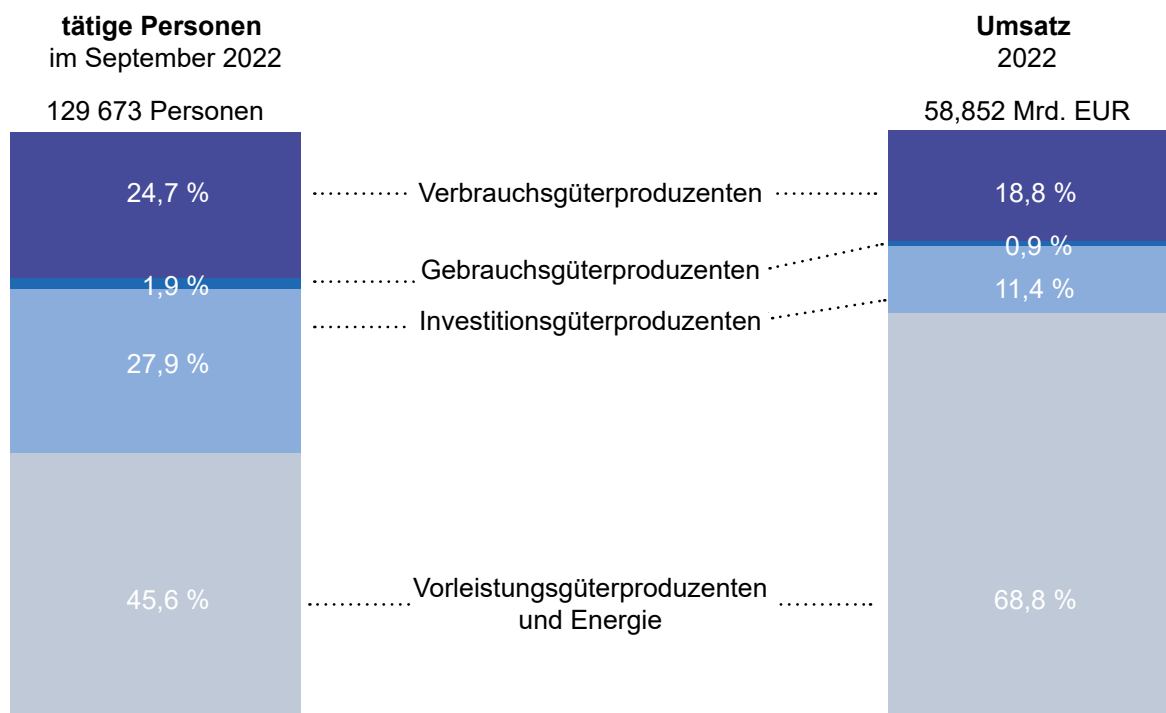 tätige Personen
im September 2022
129 673 Personen
Umsatz
2022
58,852 Mrd. EUR
24,7 %
Verbrauchsgüterproduzenten
18,8 %
1,9 %
Gebrauchsgüterproduzenten
0,9 %
27,9 %
Investitionsgüterproduzenten
11,4 %
45,6 %
Vorleistungsgüterproduzenten
und Energie
68,8 %